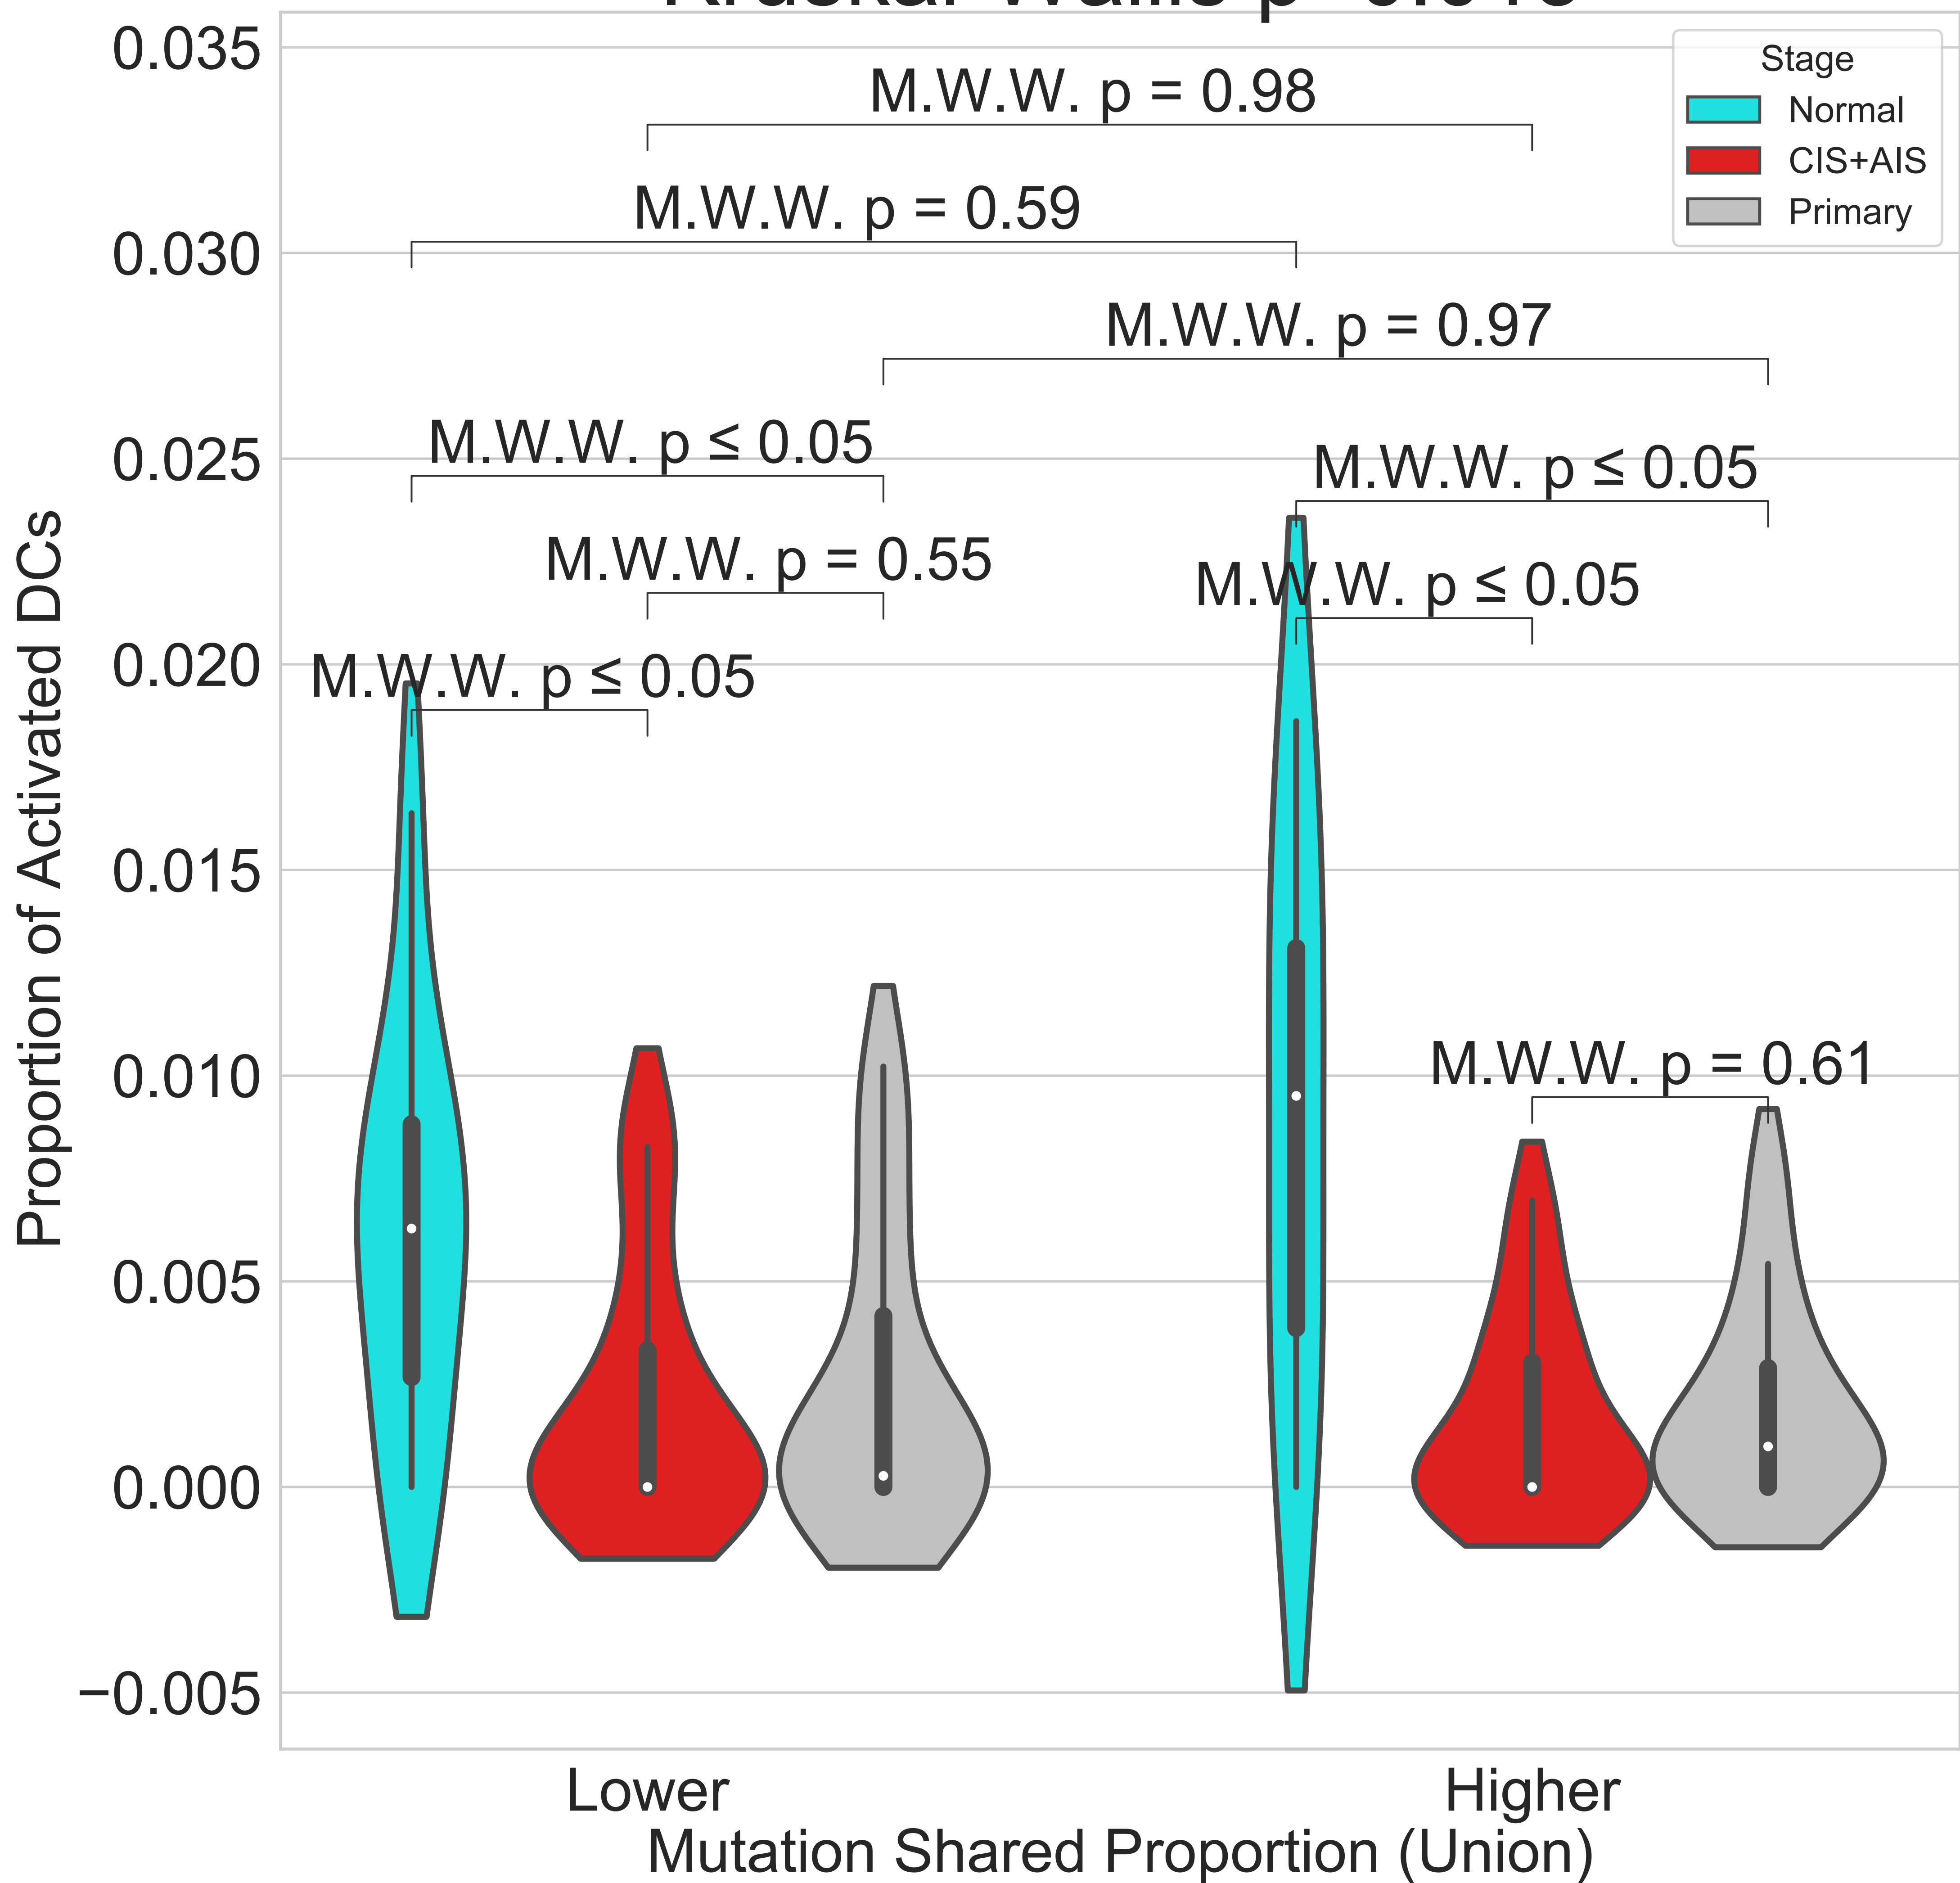 0.035
0.030
0.025
0.020
0.015
0.010
0.005
0.000
−0.005
Proportion of Activated DCs
Stage
Normal
CIS+AIS
Primary
M.W.W. p = 0.98
M.W.W. p = 0.59
M.W.W. p = 0.97
M.W.W. p ≤ 0.05
M.W.W. p ≤ 0.05
M.W.W. p = 0.55
M.W.W. p ≤ 0.05
M.W.W. p ≤ 0.05
M.W.W. p = 0.61
Lower
Higher
Mutation Shared Proportion (Union)